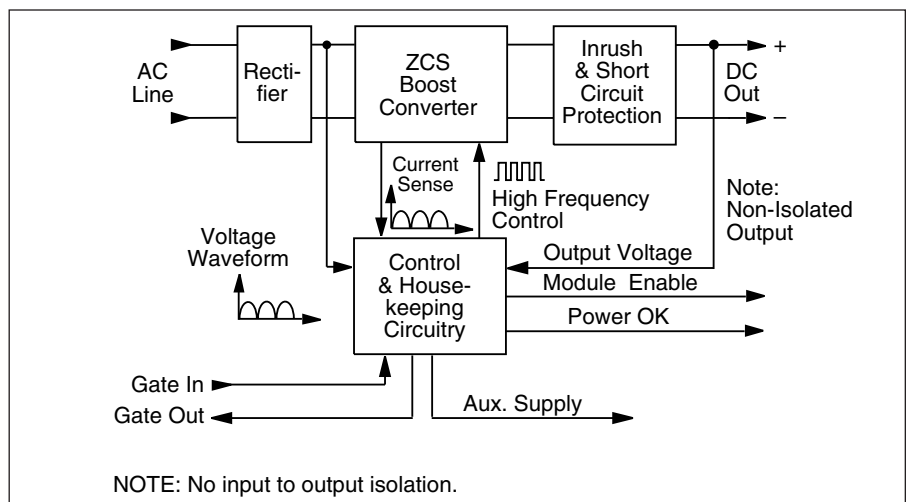 AC
Line
Recti-
fier
ZCS
Boost
Converter
Inrush
& Short
Circuit
Protection
+
DC
Out
–
Current
Sense
High Frequency
Control
Note:
Non-Isolated
Output
Voltage
Waveform
Control
& House-
keeping
Circuitry
Output Voltage
Module Enable
Power OK
Gate In
Gate Out
Aux. Supply
NOTE: No input to output isolation.